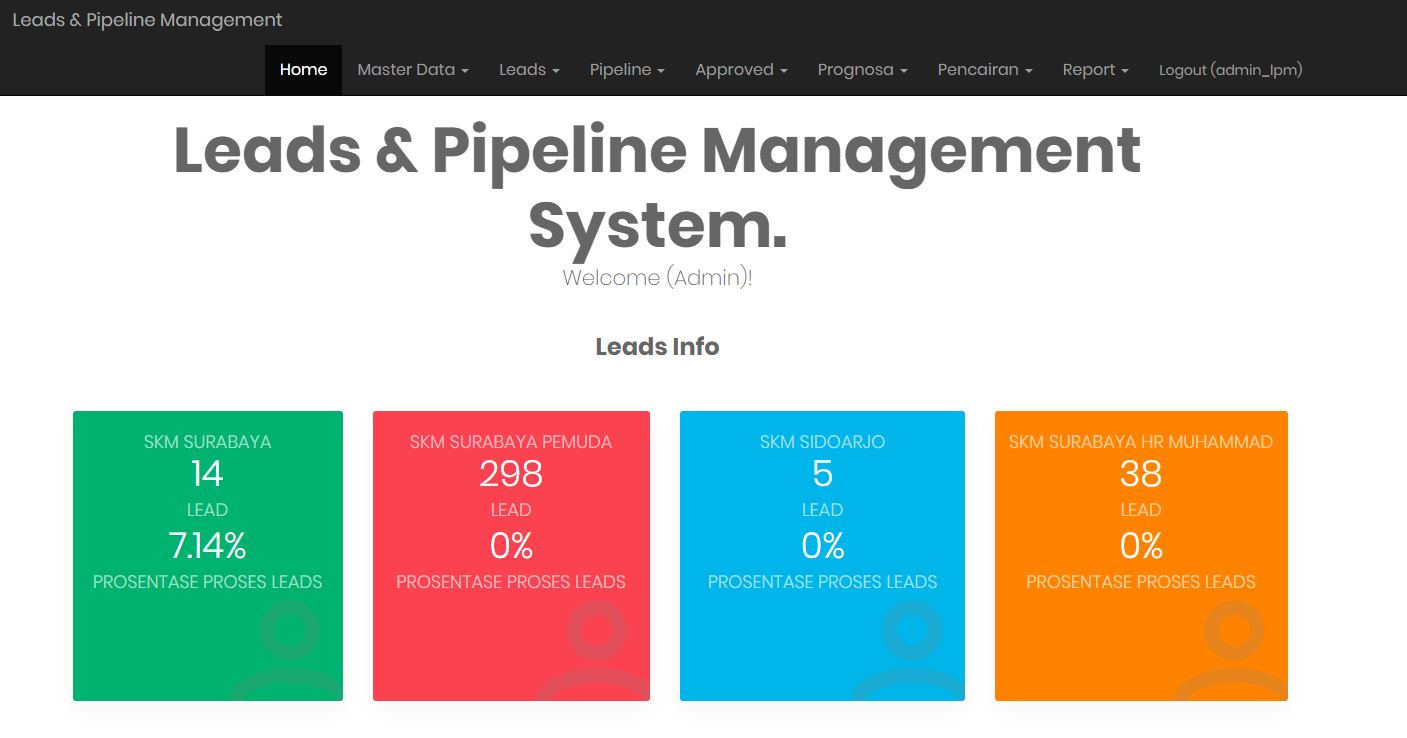 Leads & Pipeline Management
Home Master Data Leads Pipeline Approved Prognosa Pencairan Report Logout (admin_lpm)
Leads & Pipeline Management
System.
Welcome (Admin)!
Leads Info
SKM SURABAYA
14
LEAD
7.14%
PROSENTASE PROSES LEADS
SKM SURABAYA PEMUDA
298
LEAD
0%
PROSENTASE PROSES LEADS
SKM SIDOARJO
5
LEAD
0%
PROSENTASE PROSES LEADS
SKM SURABAYA HR MUHAMMAD
38
LEAD
0%
PROSENTASE PROSES LEADS